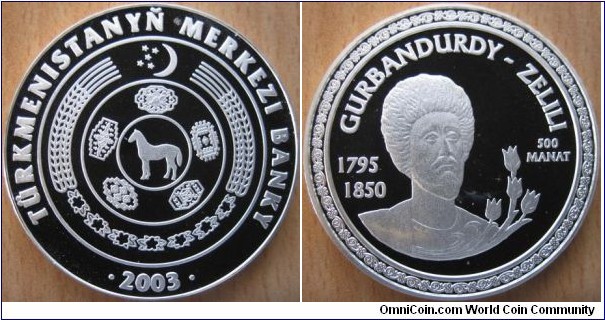 TÜRKMENISTANYŇ MERKEZI BANKY
· 2003 ·
GURBANDURDY - ZELILI
1795
1850
500
MANAT
OmniCoin.com World Coin Community